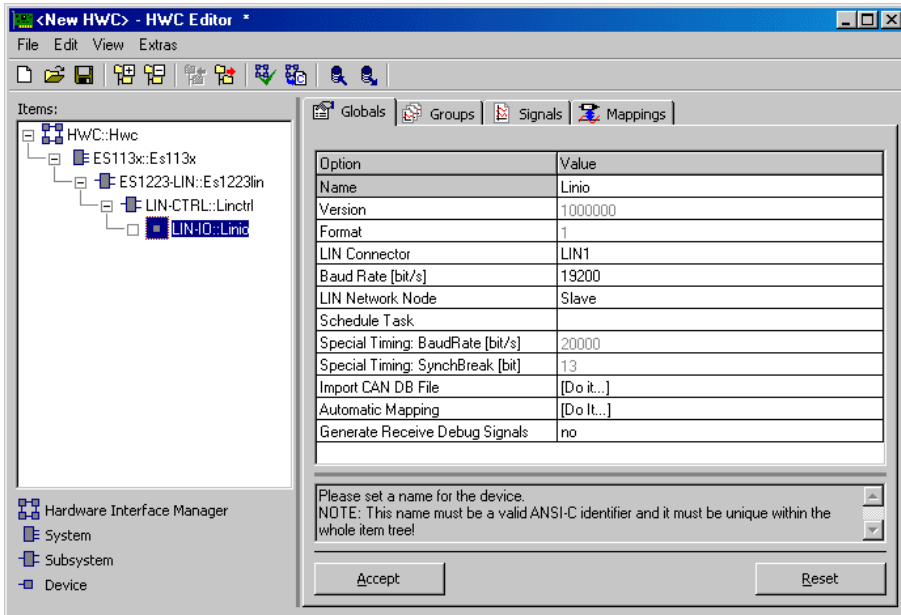 <New HWC> - HWC Editor *
File Edit View Extras
Items:
HWC::Hwc
ES113x::Es113x
ES1223-LIN::Es1223lin
LIN-CTRL::Linctrl
LIN-IO::Linio
Hardware Interface Manager
System
Subsystem
Device
Globals Groups Signals Mappings
Option Value
Name Linio
Version 1000000
Format 1
LIN Connector LIN1
Baud Rate [bit/s] 19200
LIN Network Node Slave
Schedule Task
Special Timing: BaudRate [bit/s] 20000
Special Timing: SynchBreak [bit] 13
Import CAN DB File [Do it...]
Automatic Mapping [Do It...]
Generate Receive Debug Signals no
Please set a name for the device.
NOTE: This name must be a valid ANSI-C identifier and it must be unique within the
whole item tree!
Accept Reset